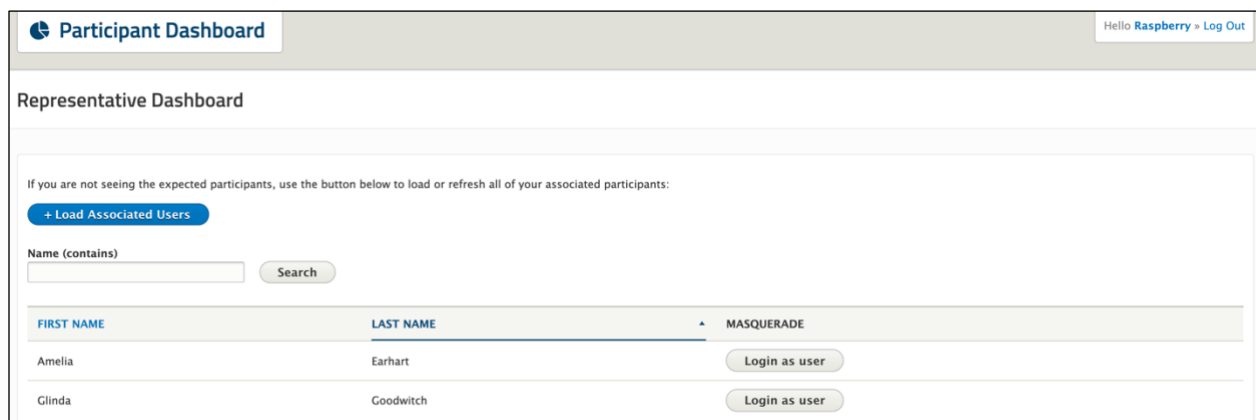 Participant Dashboard
Hello Raspberry » Log Out
Representative Dashboard
If you are not seeing the expected participants, use the button below to load or refresh all of your associated participants:
+ Load Associated Users
Name (contains)
Search
FIRST NAME LAST NAME MASQUERADE
Amelia Earhart Login as user
Glinda Goodwitch Login as user